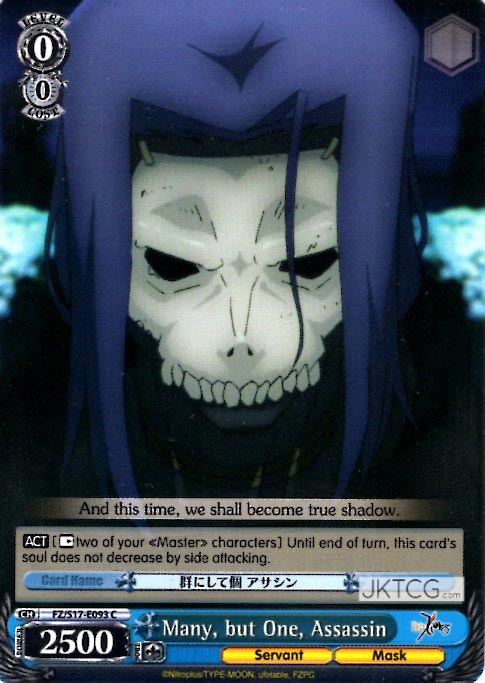 LEVEL
0
0
COST
And this time, we shall become true shadow.
ACT [two of your «Master» characters] Until end of turn, this card's
soul does not decrease by side attacking.
Card Name
群にして個 アサシン
JKTCG.com
CH FZ/S17-E093 C
POWER
2500
SOUL
Many, but One, Assassin
Servant
Mask
©Nitroplus/TYPE-MOON, ufotable, FZPG